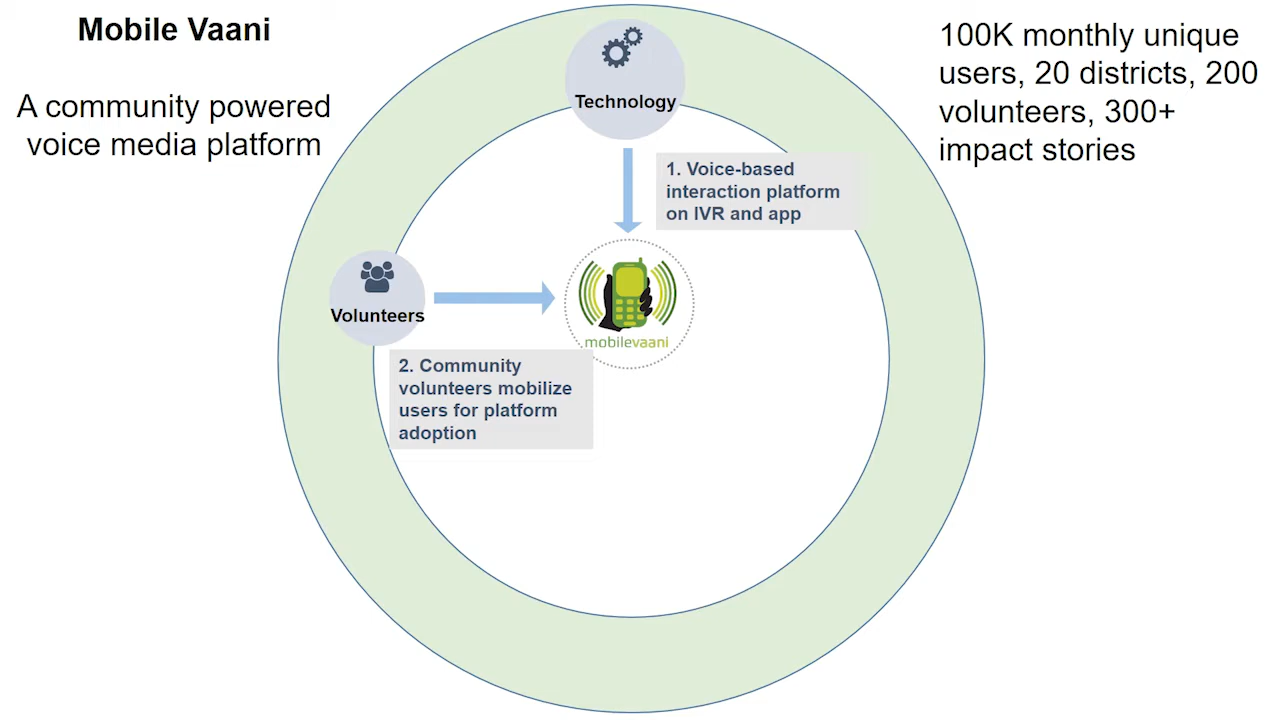 Mobile Vaani
A community powered
voice media platform
Technology
100K monthly unique
users, 20 districts, 200
volunteers, 300+
impact stories
1. Voice-based
interaction platform
on IVR and app
Volunteers
mobilevaani
2. Community
volunteers mobilize
users for platform
adoption